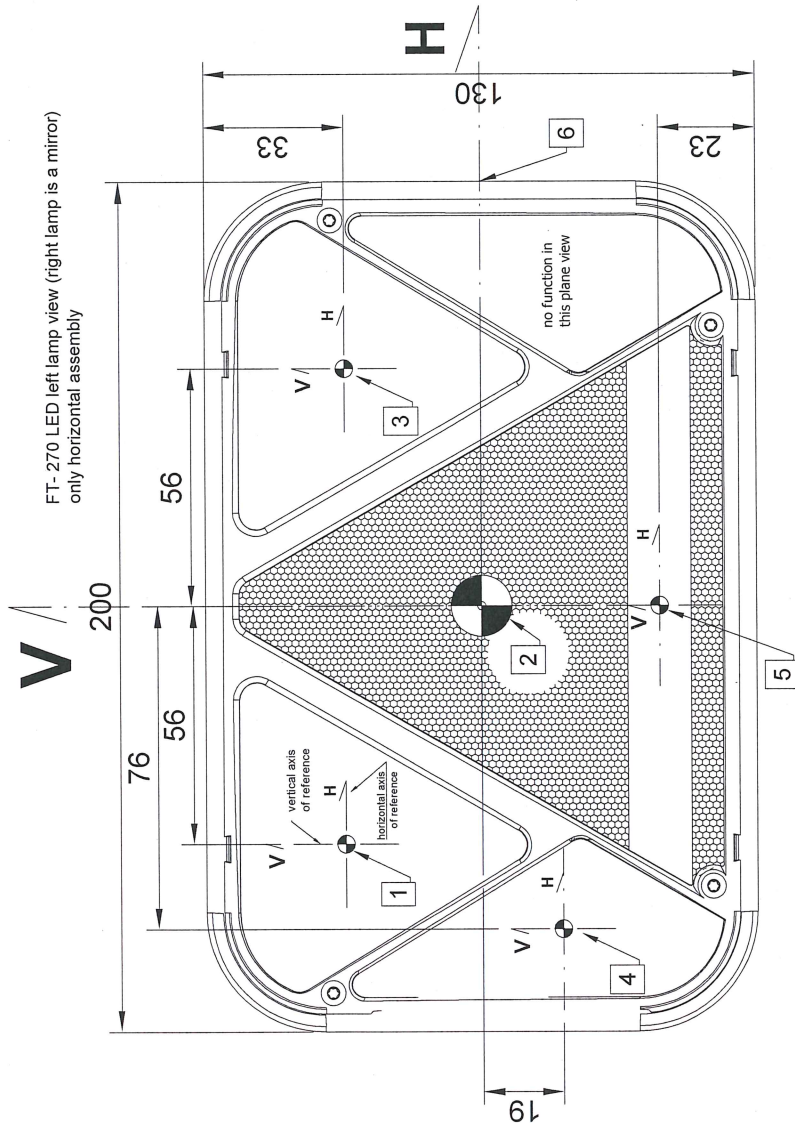 FT- 270 LED left lamp view (right lamp is a mirror)
only horizontal assembly
V
200
76
56
56
H
130
33
23
19
vertical axis
of reference
V
H
horizontal axis
of reference
1
V
H
3
2
no function in
this plane view
6
V
H
4
V
H
5